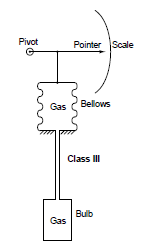 Pivot
Pointer Scale
Gas
Bellows
Class III
Gas
Bulb